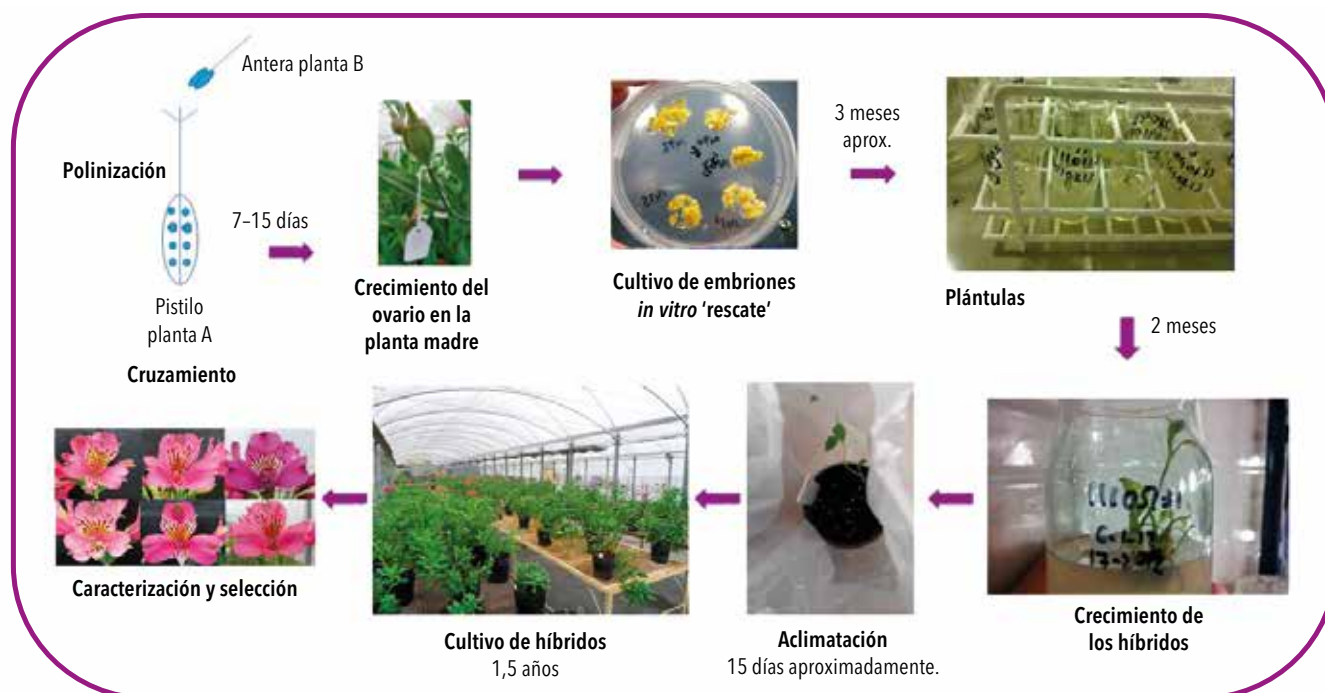 Antera planta B
Polinización
7–15 días
Pistilo
planta A
Cruzamiento
Crecimiento del
ovario en la
planta madre
Cultivo de embriones
in vitro ‘rescate’
3 meses
aprox.
Plántulas
2 meses
Crecimiento de
los híbridos
Aclimatación
15 días aproximadamente.
Cultivo de híbridos
1,5 años
Caracterización y selección